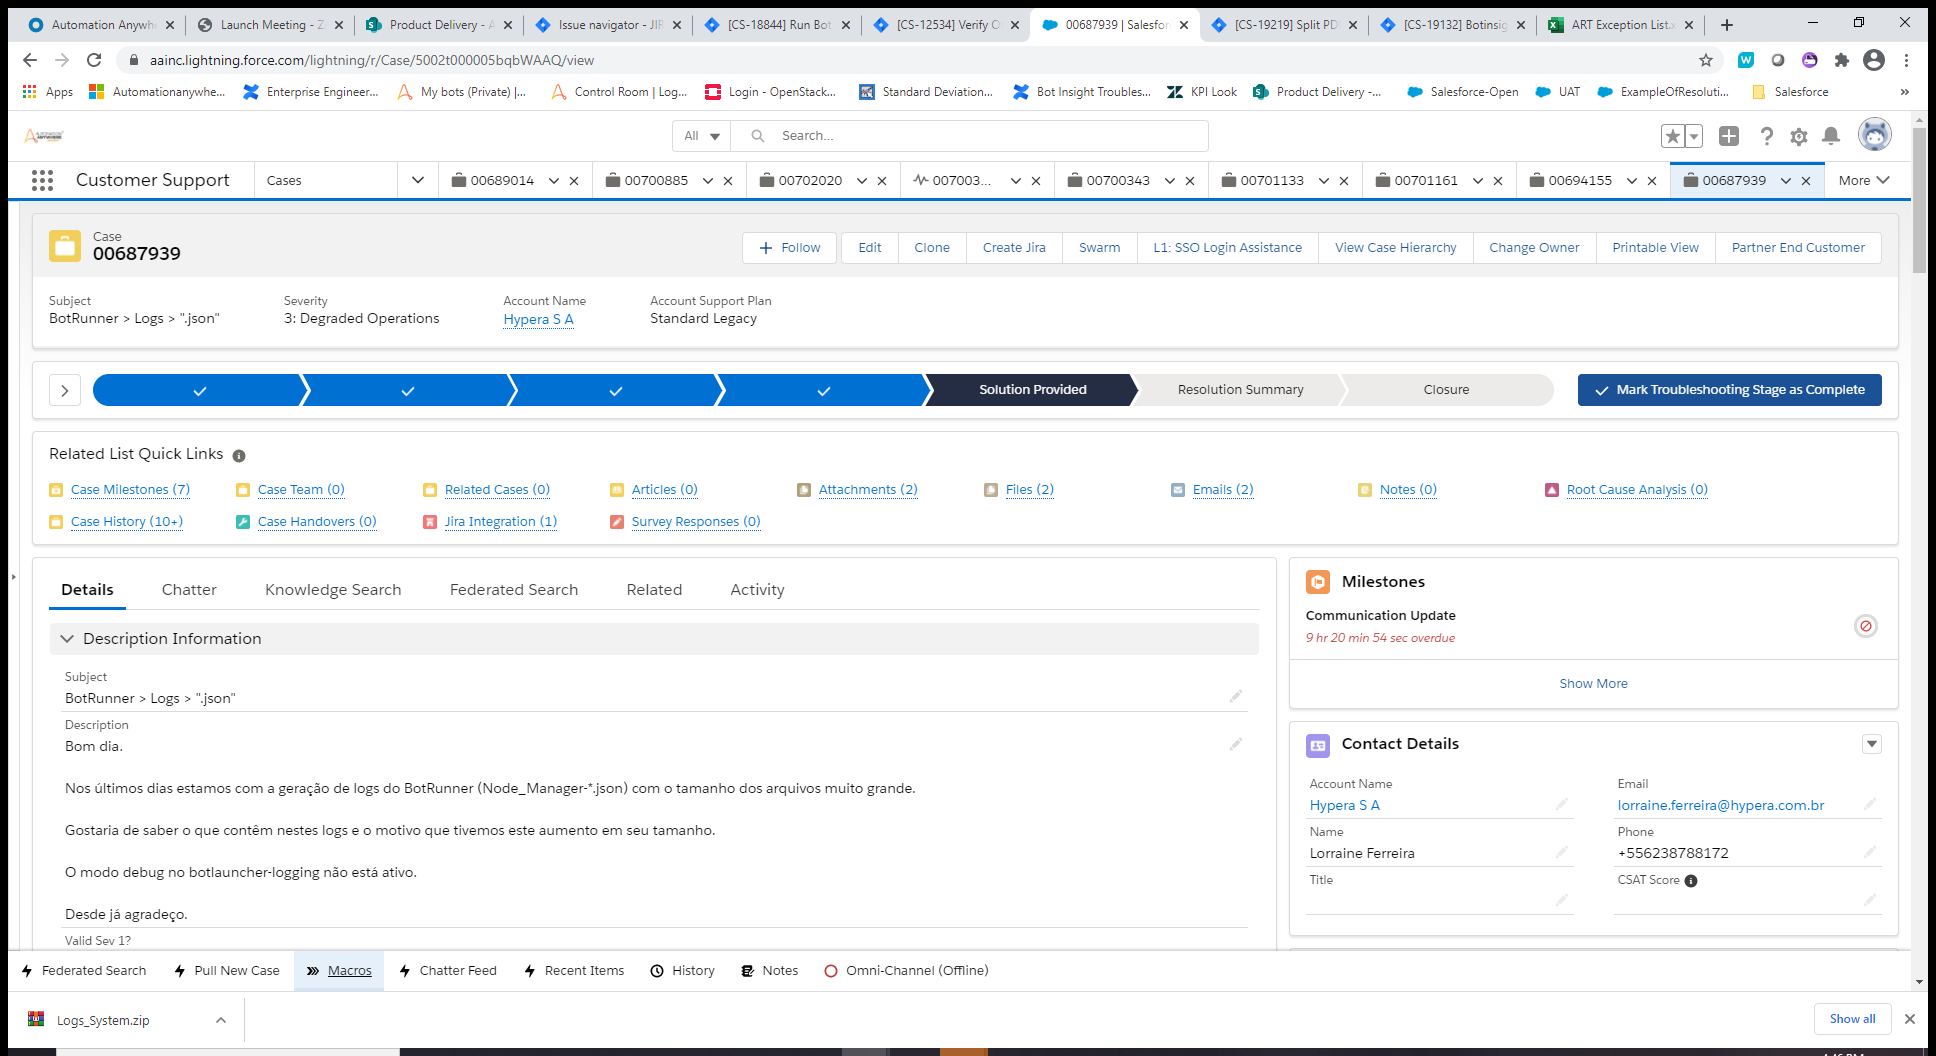 Automation Anywh
Launch Meeting - Z
Product Delivery - A
Issue navigator - JIR
[CS-18844] Run Bot
[CS-12534] Verify O
00687939 | Salesfor
[CS-19219] Split PD
[CS-19132] Botinsig
ART Exception List.x
aainc.lightning.force.com/lightning/r/Case/5002t000005bqbWAAQ/view
Apps
Automationanywhe...
Enterprise Engineer...
My bots (Private) |...
Control Room | Log...
Login - OpenStack...
Standard Deviation...
Bot Insight Troubles...
KPI Look
Product Delivery -...
Salesforce-Open
UAT
ExampleOfResoluti...
Salesforce
»
All
Search...
Customer Support
Cases
00689014
00700885
00702020
007003...
00700343
00701133
00701161
00694155
00687939
More
Case
00687939
Follow
Edit
Clone
Create Jira
Swarm
L1: SSO Login Assistance
View Case Hierarchy
Change Owner
Printable View
Partner End Customer
Subject
BotRunner > Logs > ".json"
Severity
3: Degraded Operations
Account Name
Hypera S A
Account Support Plan
Standard Legacy
Solution Provided
Resolution Summary
Closure
Mark Troubleshooting Stage as Complete
Related List Quick Links
Case Milestones (7)
Case Team (0)
Related Cases (0)
Articles (0)
Attachments (2)
Files (2)
Emails (2)
Notes (0)
Root Cause Analysis (0)
Case History (10+)
Case Handovers (0)
Jira Integration (1)
Survey Responses (0)
Details
Chatter
Knowledge Search
Federated Search
Related
Activity
Description Information
Subject
BotRunner > Logs > ".json"
Description
Bom dia.
Nos últimos dias estamos com a geração de logs do BotRunner (Node_Manager-*.json) com o tamanho dos arquivos muito grande.
Gostaria de saber o que contêm nestes logs e o motivo que tivemos este aumento em seu tamanho.
O modo debug no botlauncher-logging não está ativo.
Desde já agradeço.
Valid Sev 1?
Milestones
Communication Update
9 hr 20 min 54 sec overdue
Show More
Contact Details
Account Name
Hypera S A
Email
lorraine.ferreira@hypera.com.br
Name
Lorraine Ferreira
Phone
+556238788172
Title
CSAT Score
Federated Search
Pull New Case
Macros
Chatter Feed
Recent Items
History
Notes
Omni-Channel (Offline)
Logs_System.zip
Show all